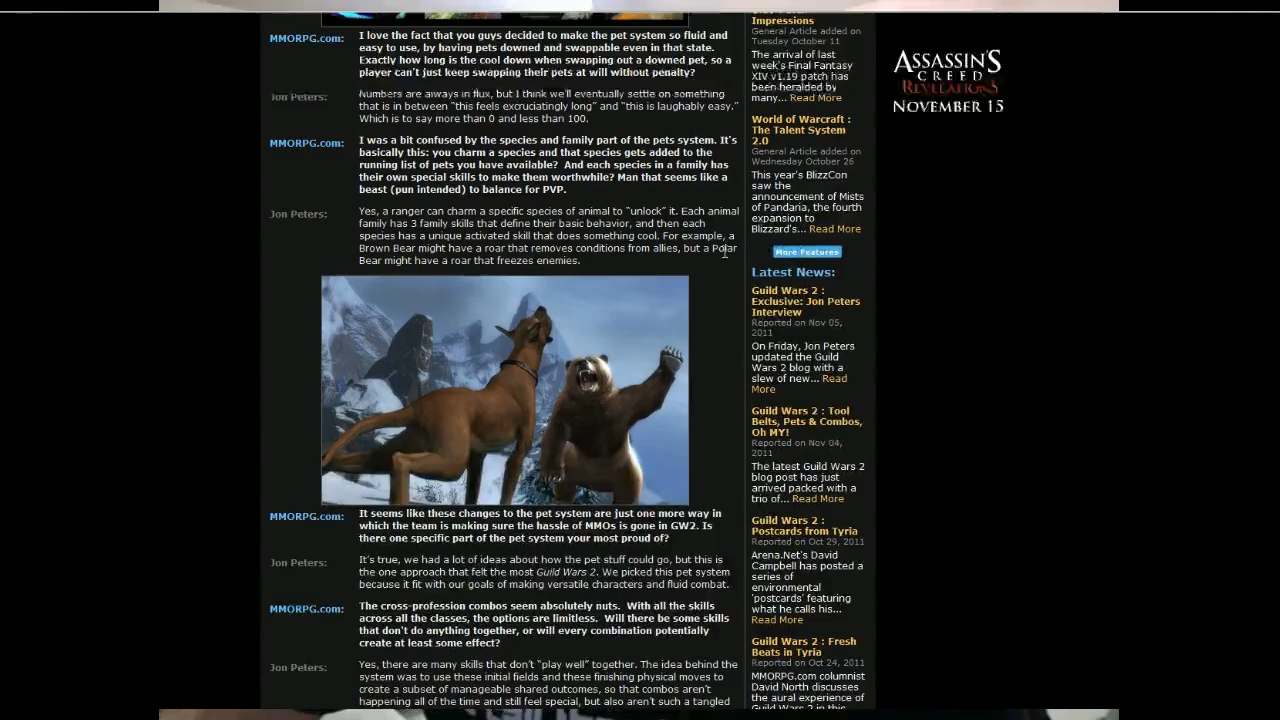 MMORPG.com:
I love the fact that you guys decided to make the pet system so fluid and
easy to use, by having pets downed and swappable even in that state.
Exactly how long is the cool down when swapping out a downed pet, so a
player can't just keep swapping their pets at will without penalty?
Jon Peters:
Numbers are always in flux, but I think we'll eventually settle on something
that is in between “this feels excruciatingly long” and “this is laughably easy.”
Which is to say more than 0 and less than 100.
MMORPG.com:
I was a bit confused by the species and family part of the pets system. It's
basically this: you charm a species and that species gets added to the
running list of pets you have available? And each species in a family has
their own special skills to make them worthwhile? Man that seems like a
beast (pun intended) to balance for PVP.
Jon Peters:
Yes, a ranger can charm a specific species of animal to “unlock” it. Each animal
family has 3 family skills that define their basic behavior, and then each
species has a unique activated skill that does something cool. For example, a
Brown Bear might have a roar that removes conditions from allies, but a Polar
Bear might have a roar that freezes enemies.
MMORPG.com:
It seems like these changes to the pet system are just one more way in
which the team is making sure the hassle of MMOs is gone in GW2. Is
there one specific part of the pet system your most proud of?
Jon Peters:
It's true, we had a lot of ideas about how the pet stuff could go, but this is
the one approach that felt the most Guild Wars 2. We picked this pet system
because it fit with our goals of making versatile characters and fluid combat.
MMORPG.com:
The cross-profession combos seem absolutely nuts. With all the skills
across all the classes, the options are limitless. Will there be some skills
that don't do anything together, or will every combination potentially
create at least some effect?
Jon Peters:
Yes, there are many skills that don't “play well” together. The idea behind the
system was to use these initial fields and these finishing physical moves to
create a subset of manageable shared outcomes, so that combos aren't
happening all of the time and still feel special, but also aren't such a tangled
Impressions
General Article added on
Tuesday October 11
The arrival of last
week's Final Fantasy
XIV v1.19 patch has
been heralded by
many... Read More
World of Warcraft :
The Talent System
2.0
General Article added on
Wednesday October 26
This year's BlizzCon
saw the
announcement of Mists
of Pandaria, the fourth
expansion to
Blizzard's... Read More
More Features
Latest News:
Guild Wars 2 :
Exclusive: Jon Peters
Interview
Reported on Nov 05,
2011
On Friday, Jon Peters
updated the Guild
Wars 2 blog with a
slew of new... Read
More
Guild Wars 2 : Tool
Belts, Pets & Combos,
Oh MY!
Reported on Nov 04,
2011
The latest Guild Wars 2
blog post has just
arrived packed with a
trio of... Read More
Guild Wars 2 :
Postcards from Tyria
Reported on Oct 29, 2011
Arena.Net's David
Campbell has posted a
series of
environmental
'postcards' featuring
what he calls his...
Read More
Guild Wars 2 : Fresh
Beats in Tyria
Reported on Oct 24, 2011
MMORPG.com columnist
David North discusses
the aural experience of
Guild Wars 2 in this
ASSASSIN'S
CREED
REVELATIONS
NOVEMBER 15